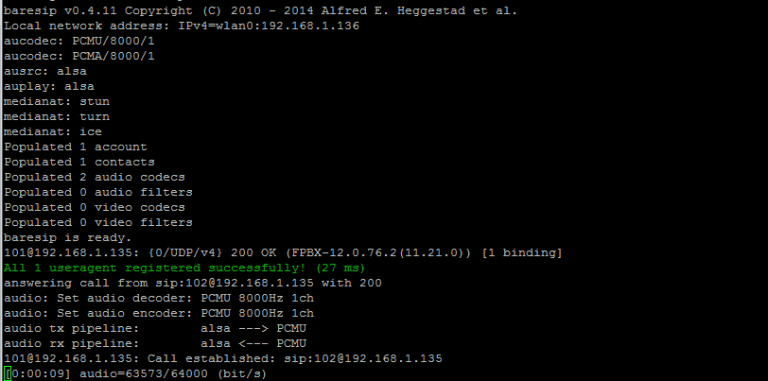 baresip v0.4.11 Copyright (C) 2010 - 2014 Alfred E. Heggestad et al.
Local network address: IPv4=wlan0:192.168.1.136
aucodec: PCMU/8000/1
aucodec: PCMA/8000/1
ausrc: alsa
auplay: alsa
medianat: stun
medianat: turn
medianat: ice
Populated 1 account
Populated 1 contacts
Populated 2 audio codecs
Populated 0 audio filters
Populated 0 video codecs
Populated 0 video filters
baresip is ready.
101@192.168.1.135: {0/UDP/v4} 200 OK (FPBX-12.0.76.2(11.21.0)) [1 binding]
All 1 useragent registered successfully! (27 ms)
answering call from sip:102@192.168.1.135 with 200
audio: Set audio decoder: PCMU 8000Hz 1ch
audio: Set audio encoder: PCMU 8000Hz 1ch
audio tx pipeline:       alsa ---> PCMU
audio rx pipeline:       alsa <--- PCMU
101@192.168.1.135: Call established: sip:102@192.168.1.135
[0:00:09] audio=63573/64000 (bit/s)